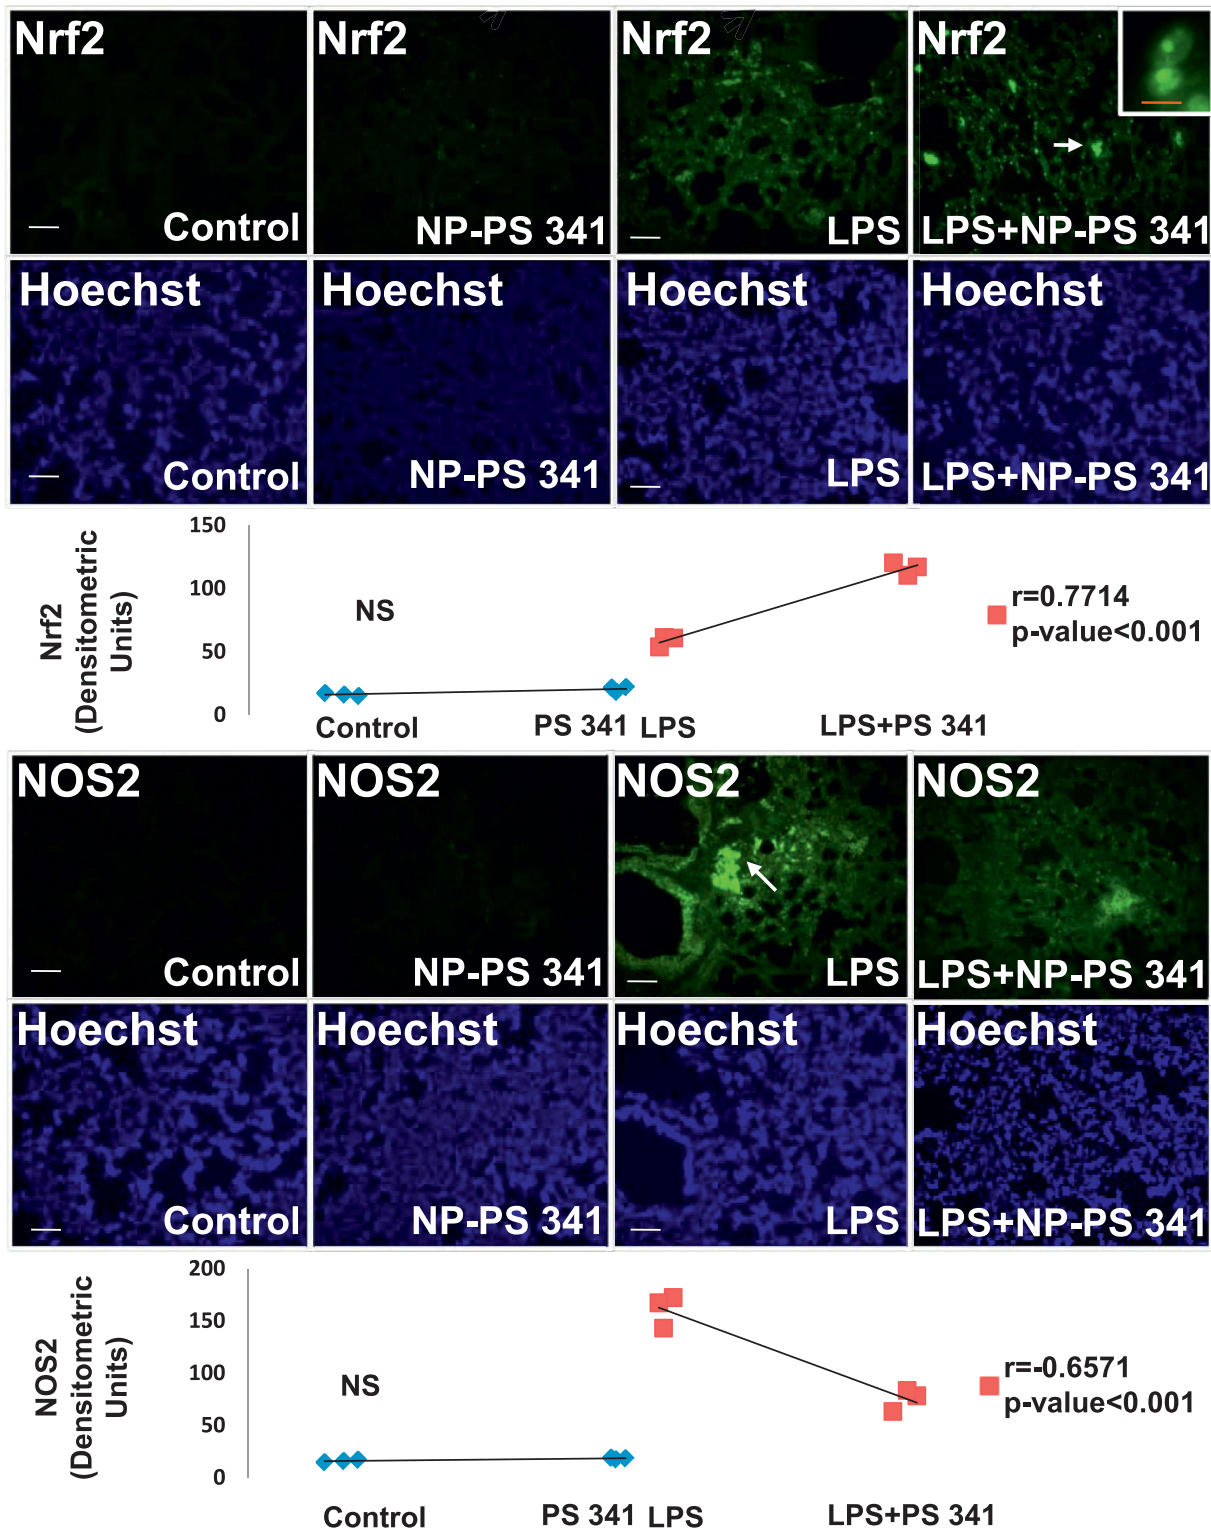 Nrf2 Nrf2 Nrf2 Nrf2
Control NP-PS 341 LPS LPS+NP-PS 341
Hoechst Hoechst Hoechst Hoechst
Control NP-PS 341 LPS LPS+NP-PS 341
Nrf2
(Densitometric
Units)
150
100
50
0
NS
r=0.7714
p-value<0.001
Control PS 341 LPS LPS+PS 341
NOS2 NOS2 NOS2 NOS2
Control NP-PS 341 LPS LPS+NP-PS 341
Hoechst Hoechst Hoechst Hoechst
Control NP-PS 341 LPS LPS+NP-PS 341
NOS2
(Densitometric
Units)
200
150
100
50
0
NS
r=-0.6571
p-value<0.001
Control PS 341 LPS LPS+PS 341